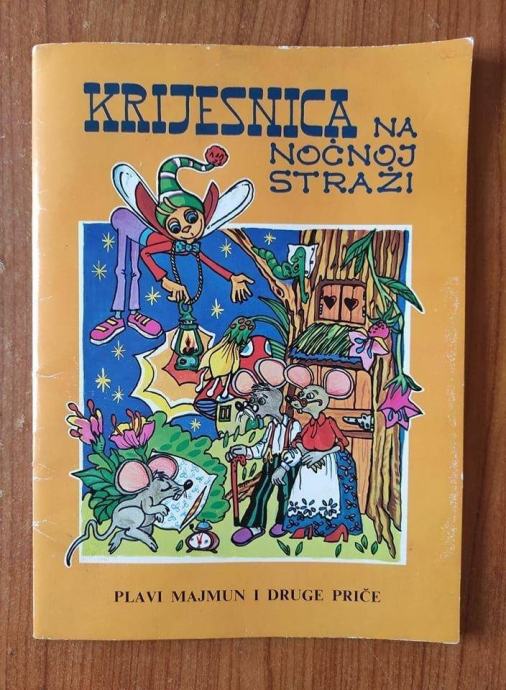 KRIJESNICA NA
NOĆNOJ
STRAŽI
PLAVI MAJMUN I DRUGE PRIČE